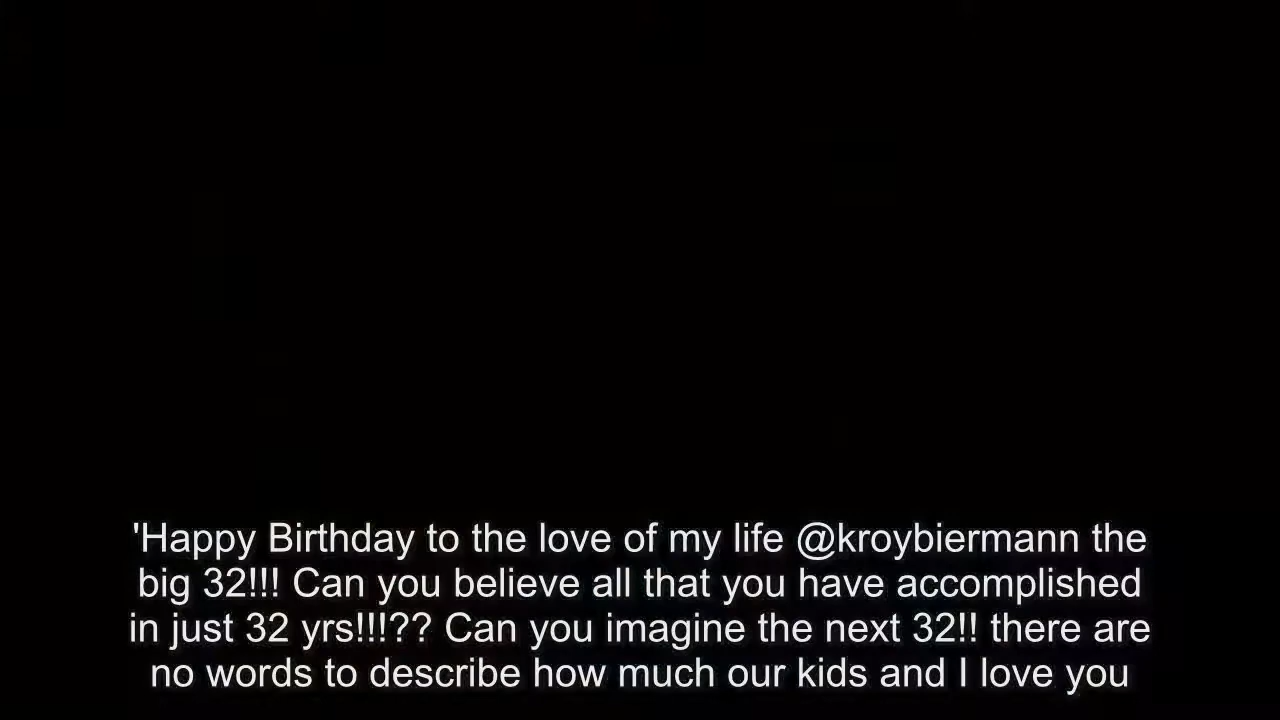 'Happy Birthday to the love of my life @kroybiermann the
big 32!!! Can you believe all that you have accomplished
in just 32 yrs!!!?? Can you imagine the next 32!! there are
no words to describe how much our kids and I love you